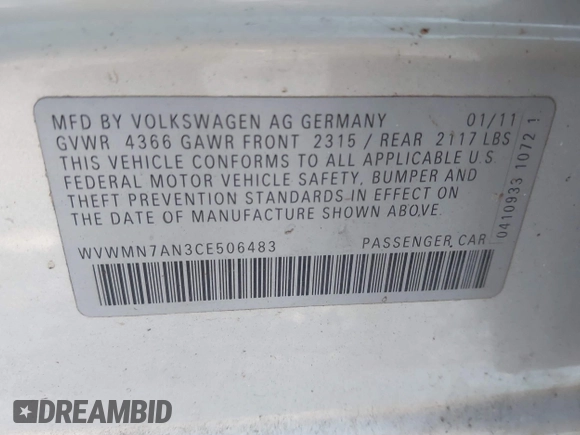 MFD BY VOLKSWAGEN AG GERMANY 01/11
GVWR 4366 GAWR FRONT 2315 / REAR 2117 LBS
THIS VEHICLE CONFORMS TO ALL APPLICABLE U.S
FEDERAL MOTOR VEHICLE SAFETY, BUMPER AND
THEFT PREVENTION STANDARDS IN EFFECT ON
THE DATE OF MANUFACTURE SHOWN ABOVE.
WVWMN7AN3CE506483 PASSENGER CAR
0410933 1072 1
DREAMBID